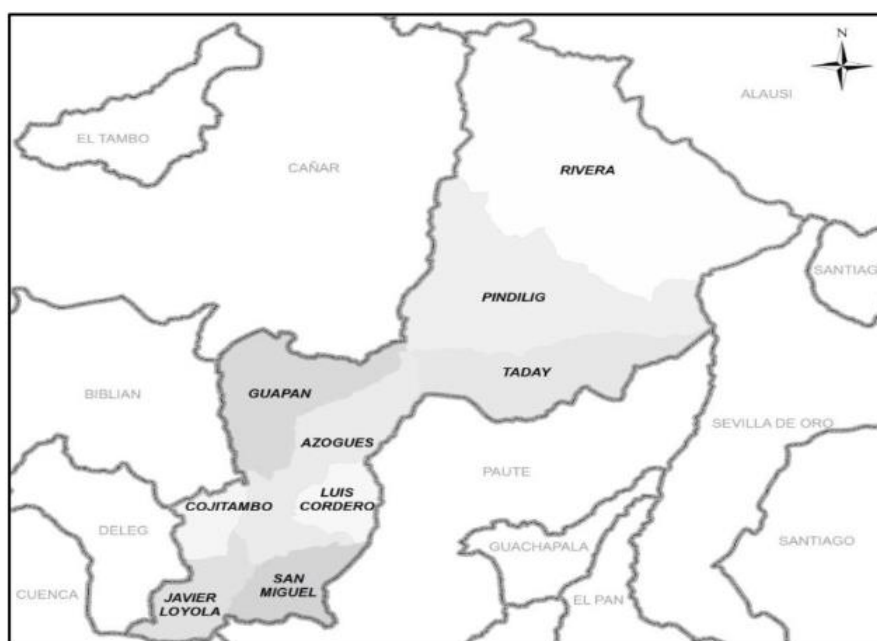 N
ALAUSI
EL TAMBO
CAÑAR
RIVERA
SANTIAG
PINDILIG
TADAY
BIBLIAN
GUAPAN
SEVILLA DE ORO
AZOGUES
PAUTE
COJITAMBO
LUIS
CORDERO
DELEG
GUACHAPALA
SANTIAGO
CUENCA
JAVIER
LOYOLA
SAN
MIGUEL
EL PAN